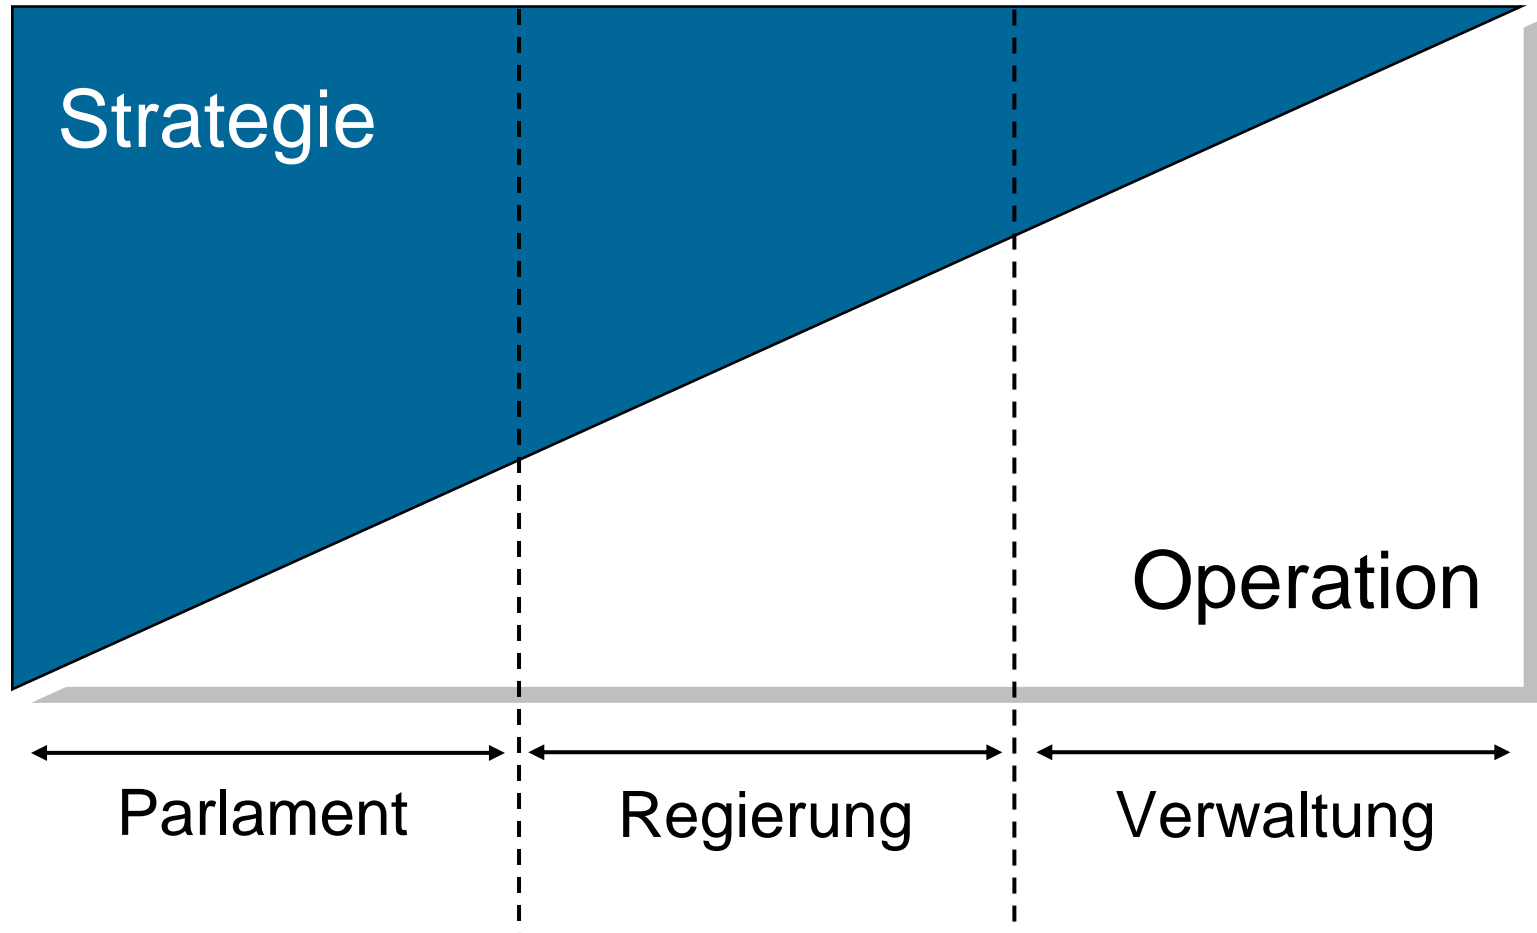 Strategie
Operation
Parlament
Regierung
Verwaltung